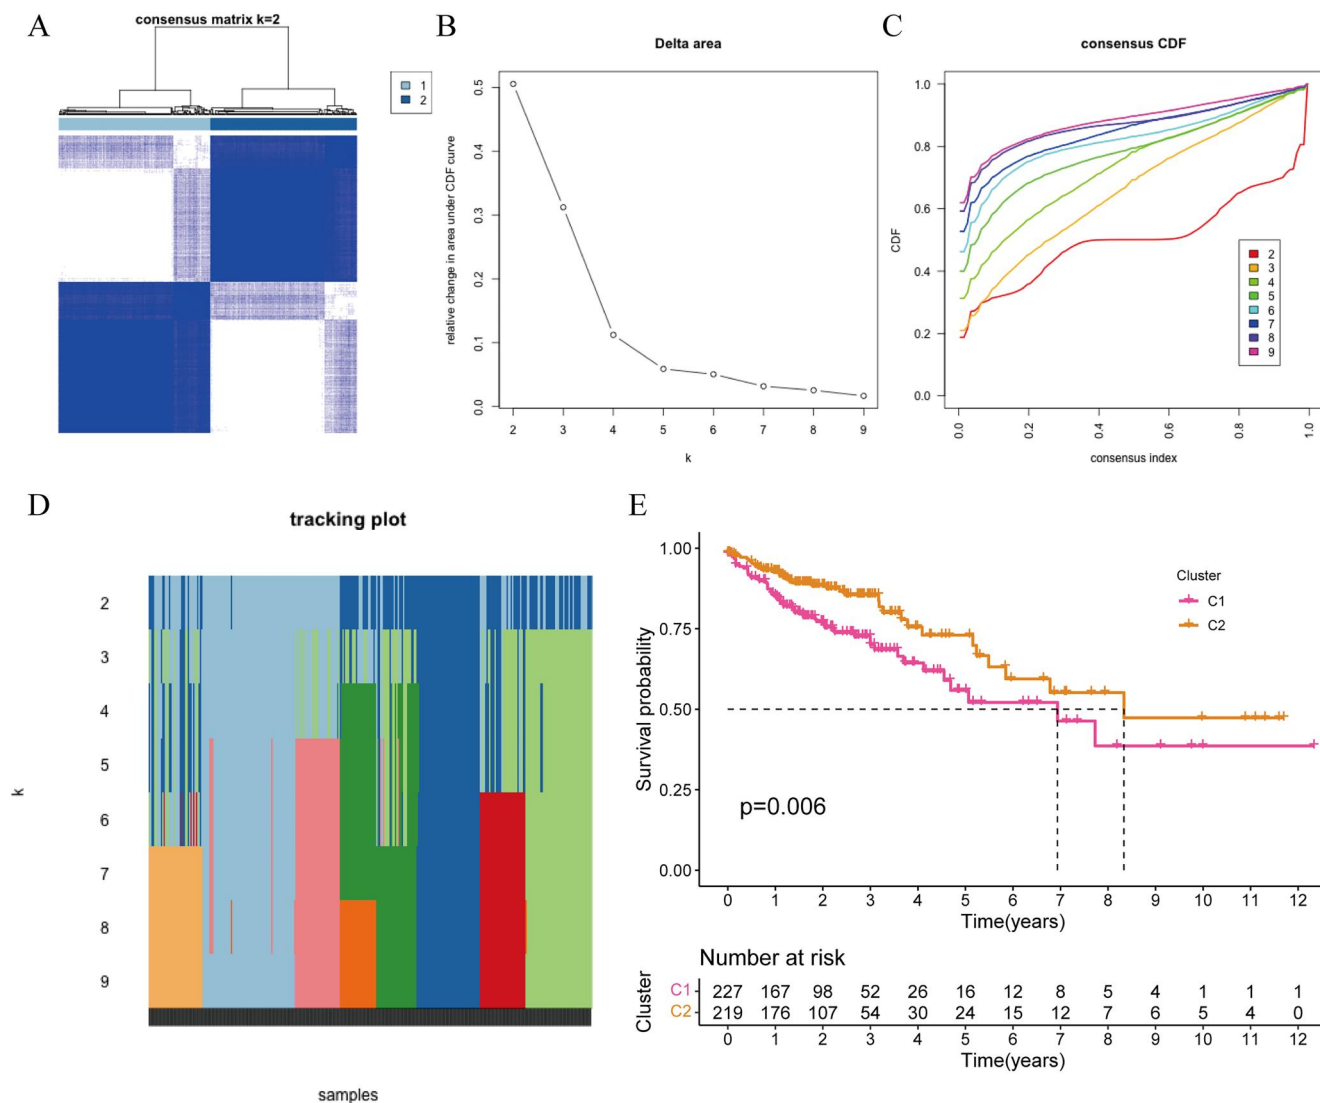 A
consensus matrix k=2
1
2
B
Delta area
relative change in area under CDF curve
0.5
0.4
0.3
0.2
0.1
0.0
2 3 4 5 6 7 8 9
k
C
consensus CDF
CDF
1.0
0.8
0.6
0.4
0.2
0.0
2
3
4
5
6
7
8
9
0.0 0.2 0.4 0.6 0.8 1.0
consensus index
D
tracking plot
k
2
3
4
5
6
7
8
9
samples
E
Survival probability
1.00
0.75
0.50
0.25
0.00
Cluster
C1
C2
p=0.006
0 1 2 3 4 5 6 7 8 9 10 11 12
Time(years)
Number at risk
Cluster
C1 227 167 98 52 26 16 12 8 5 4 1 1 1
C2 219 176 107 54 30 24 15 12 7 6 5 4 0
0 1 2 3 4 5 6 7 8 9 10 11 12
Time(years)